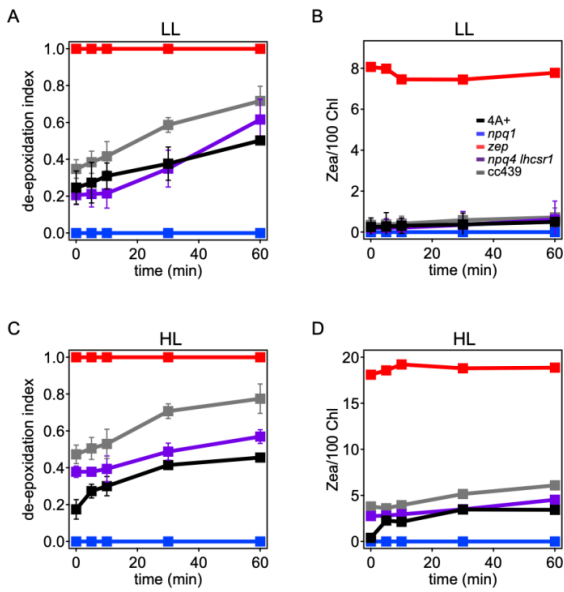 A
LL
de-epoxidation index
1.0
0.8
0.6
0.4
0.2
0.0
0
20
40
60
time (min)
B
LL
Zea/100 Chl
8
6
4
2
0
4A+
npq1
zep
npq4 lhcsr1
cc439
0
20
40
60
time (min)
C
HL
de-epoxidation index
1.0
0.8
0.6
0.4
0.2
0.0
0
20
40
60
time (min)
D
HL
Zea/100 Chl
20
15
10
5
0
0
20
40
60
time (min)